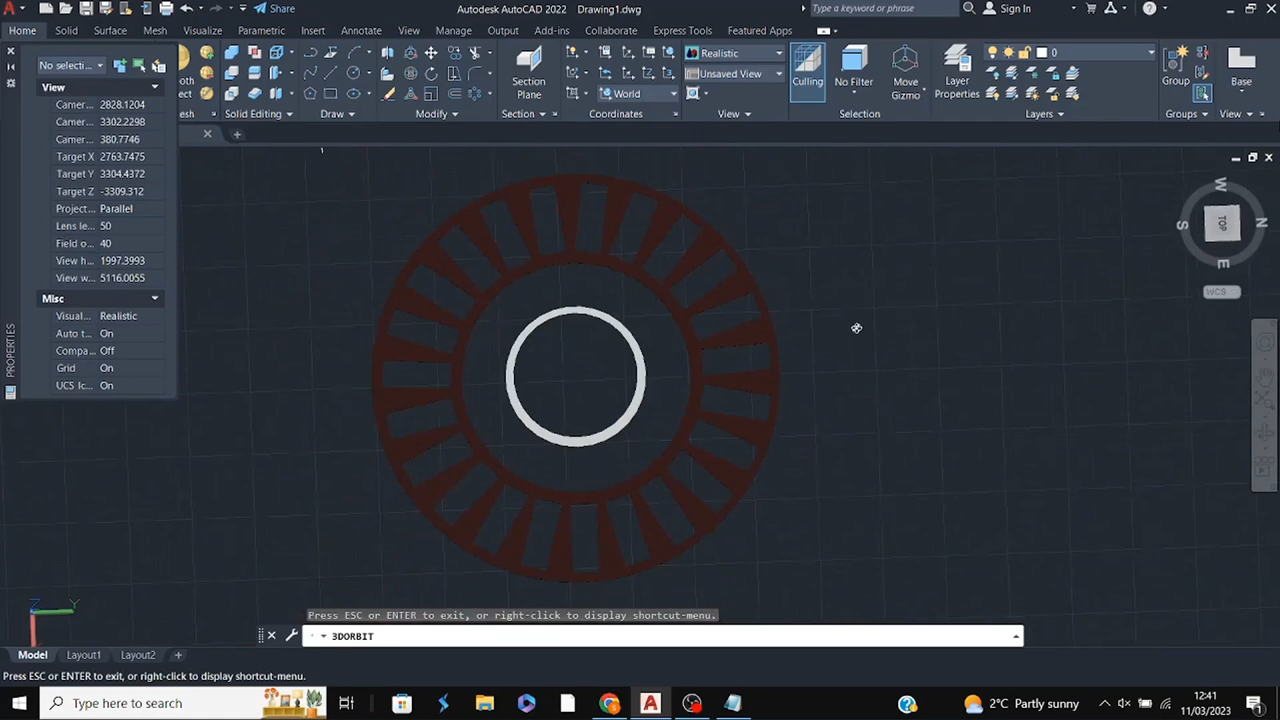 Share
Autodesk AutoCAD 2022 Drawing1.dwg
Type a keyword or phrase
Sign In
Home Solid Surface Mesh Visualize Parametric Insert Annotate View Manage Output Add-ins Collaborate Express Tools Featured Apps
No selecti...
Section
Plane
World
Realistic
Unsaved View
Culling
No Filter
Move
Gizmo
Layer
Properties
0
Group
Base
Solid Editing Draw Modify Section Coordinates View Selection Layers Groups View
View
Camer... 2828.1204
Camer... 3302.2298
Camer... 380.7746
Target X 2763.7475
Target Y 3304.4372
Target Z -3309.312
Project... Parallel
Lens le... 50
Field o... 40
View h... 1997.3993
View w... 5116.0055
Misc
Visual... Realistic
Auto t... On
Compa... Off
Grid On
UCS Ic... On
PROPERTIES
W
S
TOP
N
E
WCS
Z Y
Press ESC or ENTER to exit, or right-click to display shortcut-menu.
3DORBIT
Model Layout1 Layout2 +
Press ESC or ENTER to exit, or right-click to display shortcut-menu.
Type here to search
2°C Partly sunny
12:41
11/03/2023